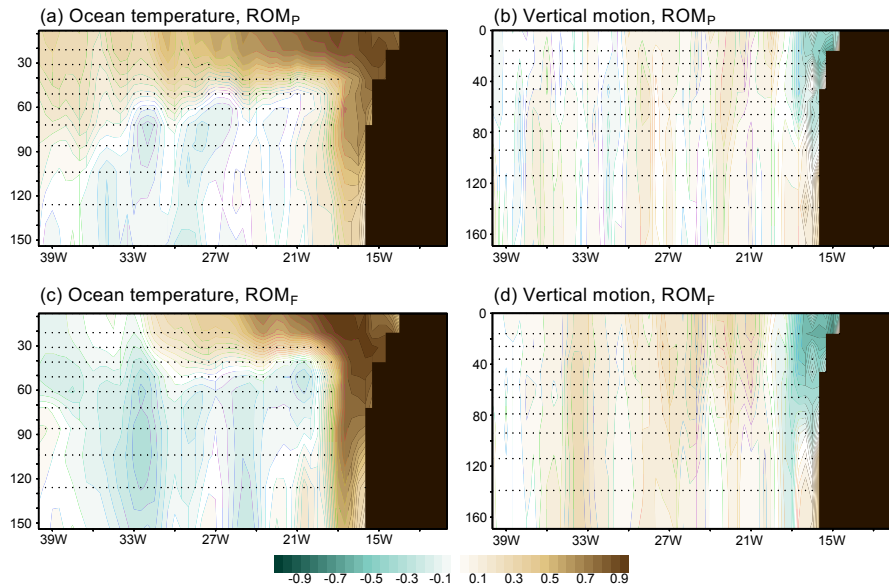 (a) Ocean temperature, ROMP
(b) Vertical motion, ROMP
30
60
90
120
150
39W 33W 27W 21W 15W
0
40
80
120
160
39W 33W 27W 21W 15W
(c) Ocean temperature, ROMF
(d) Vertical motion, ROMF
30
60
90
120
150
39W 33W 27W 21W 15W
0
40
80
120
160
39W 33W 27W 21W 15W
-0.9 -0.7 -0.5 -0.3 -0.1 0.1 0.3 0.5 0.7 0.9